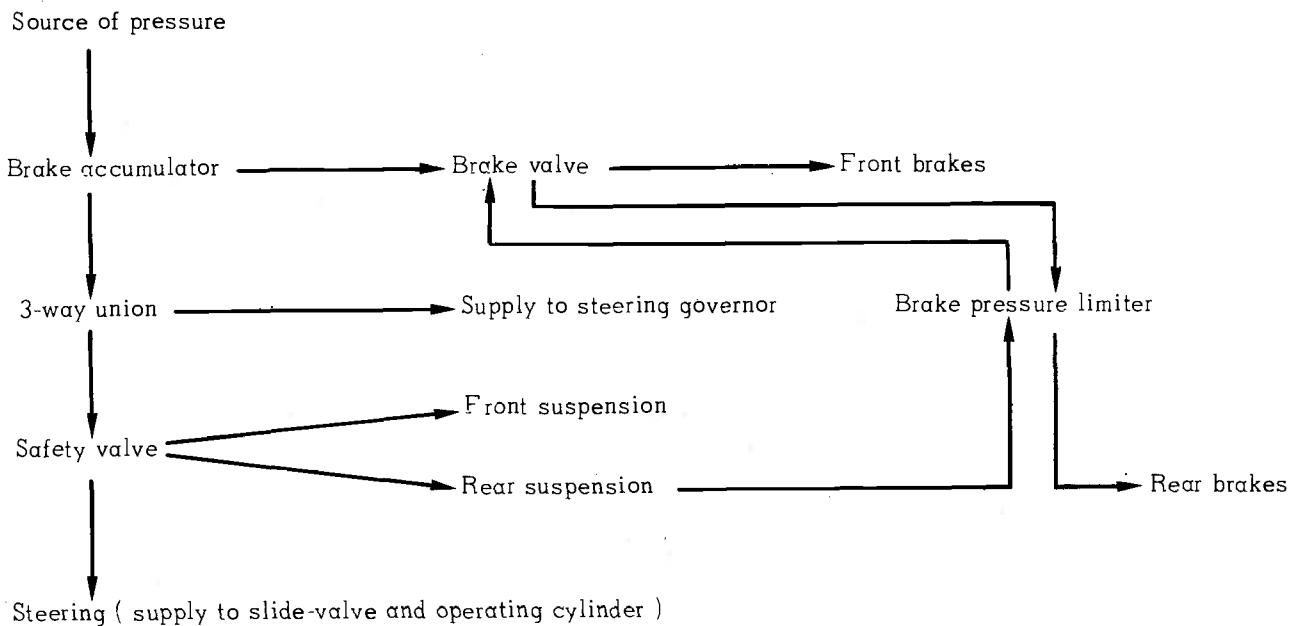 Source of pressure
Brake accumulator
Brake valve
Front brakes
3-way union
Supply to steering governor
Brake pressure limiter
Front suspension
Safety valve
Rear suspension
Rear brakes
Steering ( supply to slide-valve and operating cylinder )